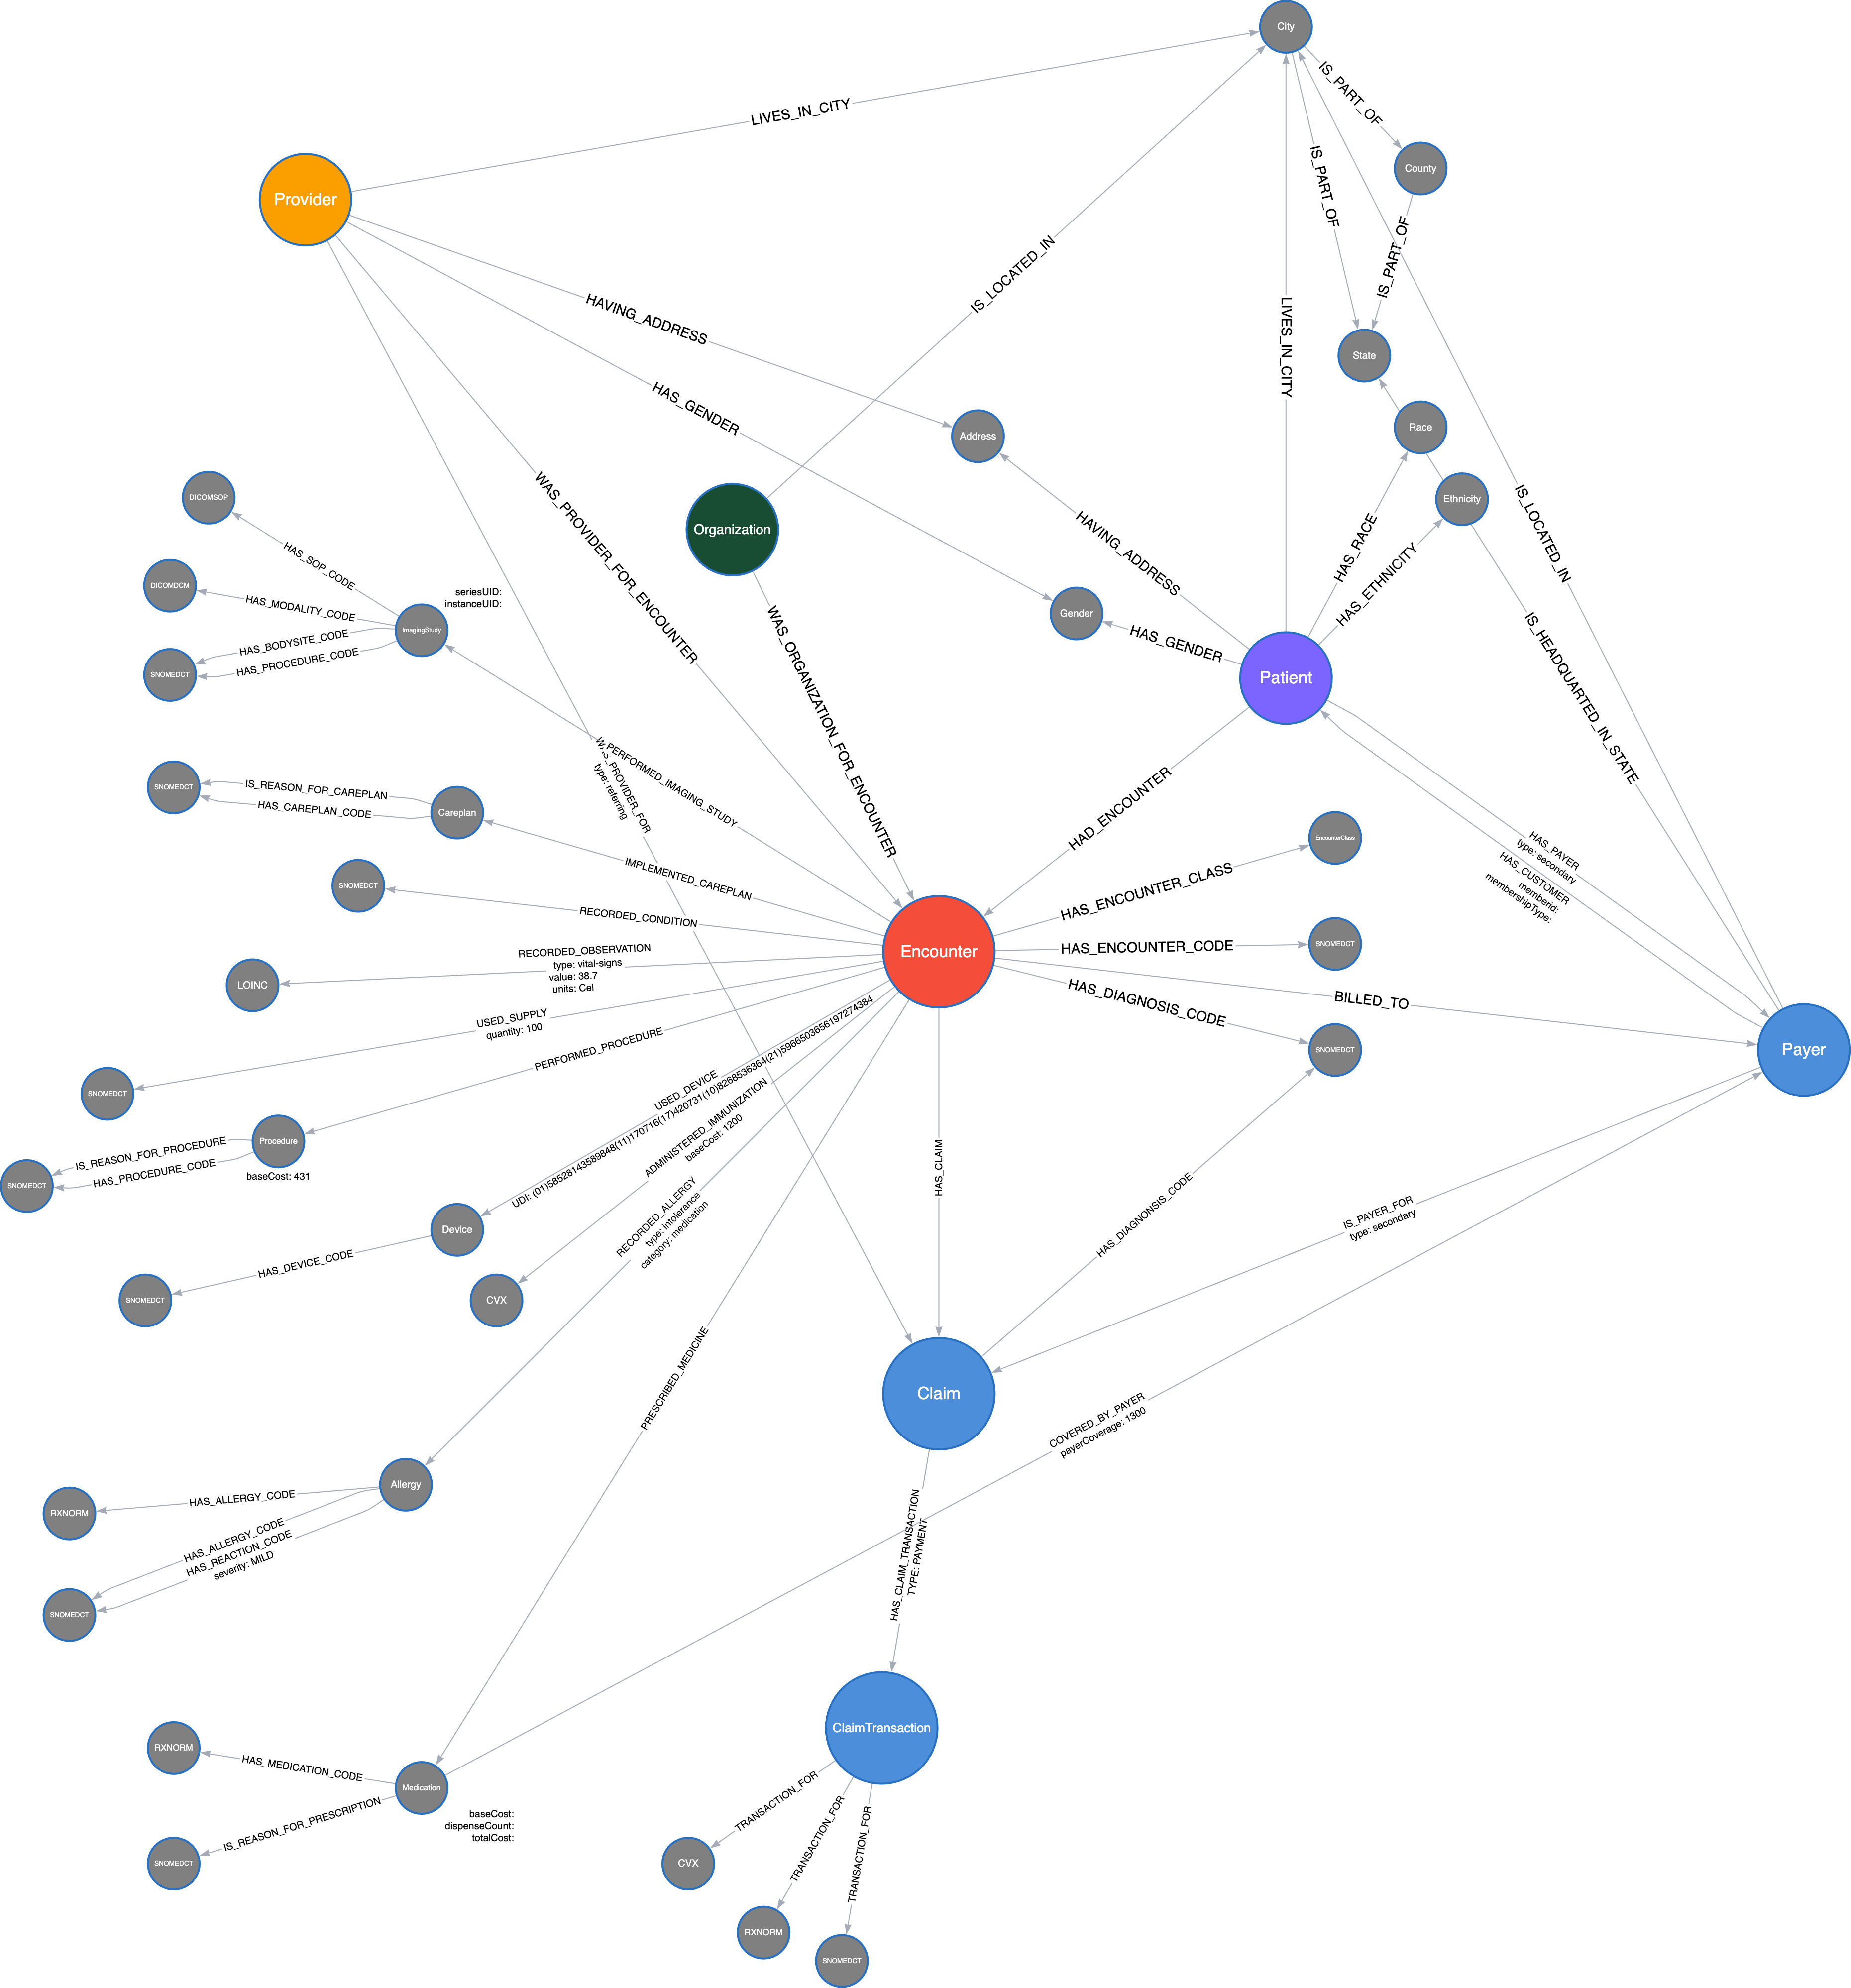 City
IS_PART_OF
LIVES_IN_CITY
County
Provider
IS_PART_OF
IS_PART_OF
IS_LOCATED_IN
HAVING_ADDRESS
LIVES_IN_CITY
State
HAS_GENDER
Race
Address
Ethnicity
DICOMSOP
WAS_PROVIDER_FOR_ENCOUNTER
Organization
IS_LOCATED_IN
HAVING_ADDRESS
HAS_RACE
HAS_ETHNICITY
HAS_SOP_CODE
DICOMDCM
HAS_MODALITY_CODE
seriesUID:
instanceUID:
ImagingStudy
Gender
HAS_GENDER
HAS_BODYSITE_CODE
HAS_PROCEDURE_CODE
SNOMEDCT
Patient
IS_HEADQUARTED_IN_STATE
WAS_ORGANIZATION_FOR_ENCOUNTER
WAS_PROVIDER_FOR
type: referring
PERFORMED_IMAGING_STUDY
SNOMEDCT
IS_REASON_FOR_CAREPLAN
HAS_CAREPLAN_CODE
Careplan
HAD_ENCOUNTER
EncounterClass
HAS_PAYER
type: secondary
HAS_CUSTOMER
memberid:
membershipType:
SNOMEDCT
IMPLEMENTED_CAREPLAN
HAS_ENCOUNTER_CLASS
RECORDED_CONDITION
Encounter
HAS_ENCOUNTER_CODE
SNOMEDCT
LOINC
RECORDED_OBSERVATION
type: vital-signs
value: 38.7
units: Cel
HAS_DIAGNOSIS_CODE
BILLED_TO
USED_SUPPLY
quantity: 100
SNOMEDCT
Payer
SNOMEDCT
PERFORMED_PROCEDURE
USED_DEVICE
UDI: (01)58528143589848(11)170716(17)420731(10)8268536364(21)5966503656197274384
ADMINISTERED_IMMUNIZATION
baseCost: 1200
Procedure
baseCost: 431
IS_REASON_FOR_PROCEDURE
HAS_PROCEDURE_CODE
SNOMEDCT
HAS_CLAIM
RECORDED_ALLERGY
type: intolerance
category: medication
Device
HAS_DEVICE_CODE
SNOMEDCT
CVX
HAS_DIAGNONSIS_CODE
IS_PAYER_FOR
type: secondary
PRESCRIBED_MEDICINE
Claim
COVERED_BY_PAYER
payerCoverage: 1300
Allergy
HAS_ALLERGY_CODE
RXNORM
HAS_ALLERGY_CODE
HAS_REACTION_CODE
severity: MILD
SNOMEDCT
HAS_CLAIM_TRANSACTION
TYPE: PAYMENT
ClaimTransaction
RXNORM
HAS_MEDICATION_CODE
Medication
baseCost:
dispenseCount:
totalCost:
IS_REASON_FOR_PRESCRIPTION
SNOMEDCT
TRANSACTION_FOR
TRANSACTION_FOR
TRANSACTION_FOR
CVX
RXNORM
SNOMEDCT